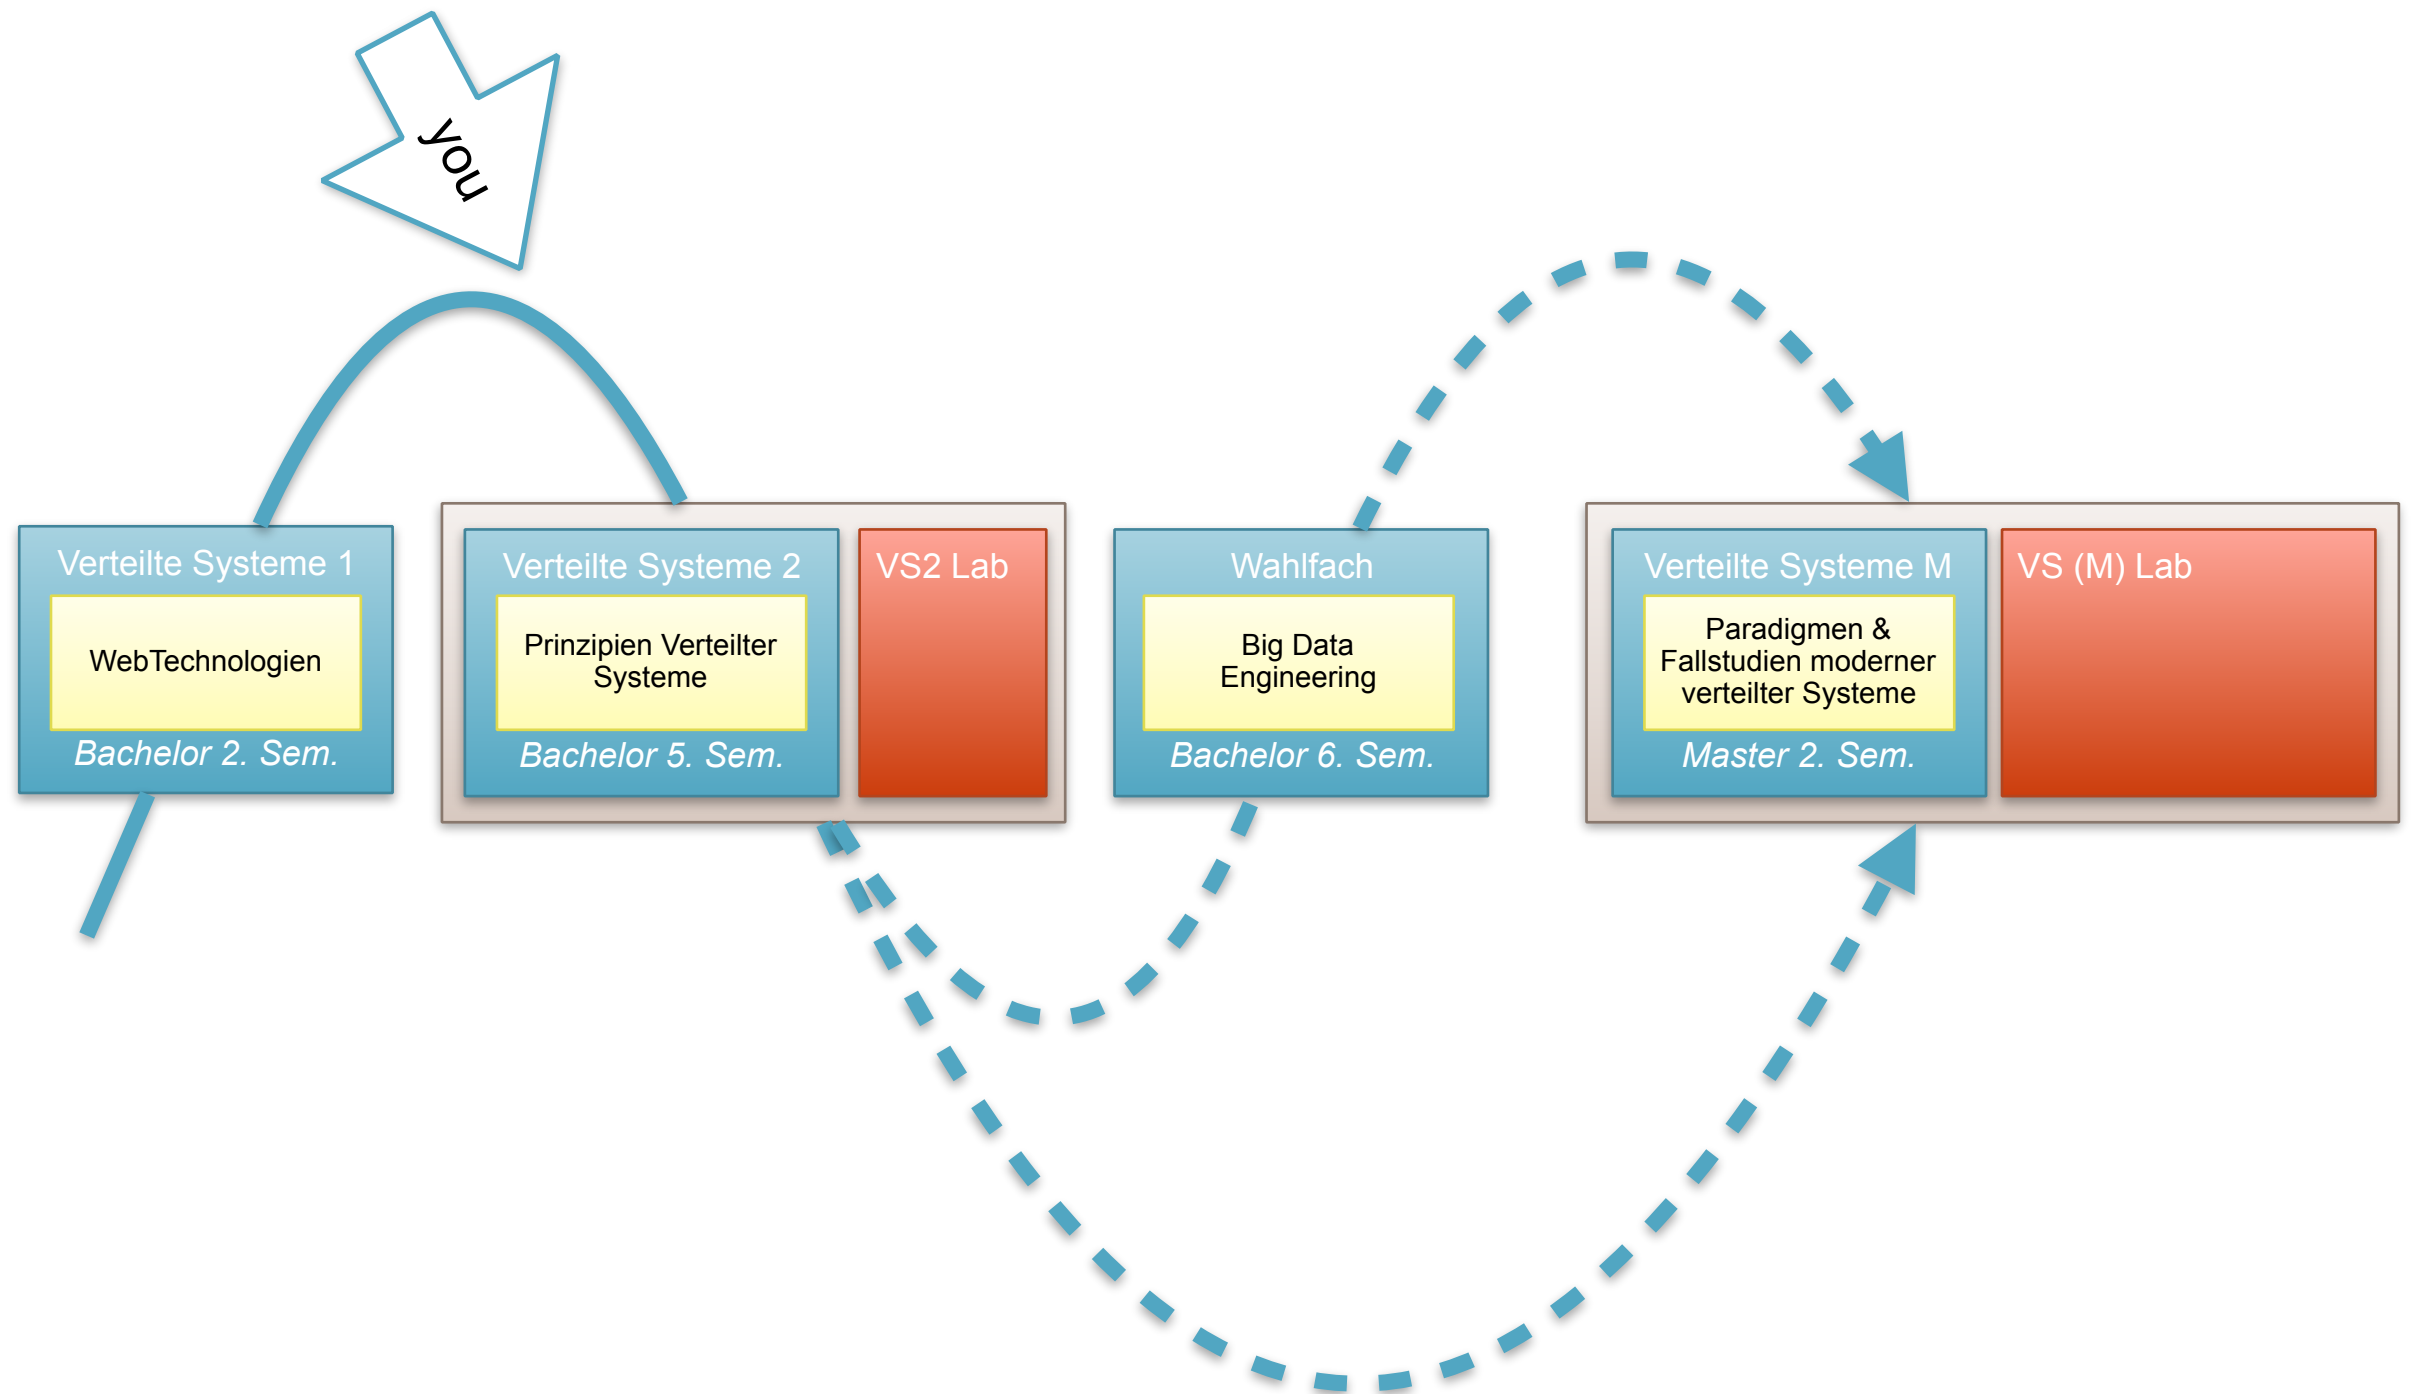 you
Verteilte Systeme 1
WebTechnologien
Bachelor 2. Sem.
Verteilte Systeme 2
Prinzipien Verteilter
Systeme
Bachelor 5. Sem.
VS2 Lab
Wahlfach
Big Data
Engineering
Bachelor 6. Sem.
Verteilte Systeme M
Paradigmen &
Fallstudien moderner
verteilter Systeme
Master 2. Sem.
VS (M) Lab